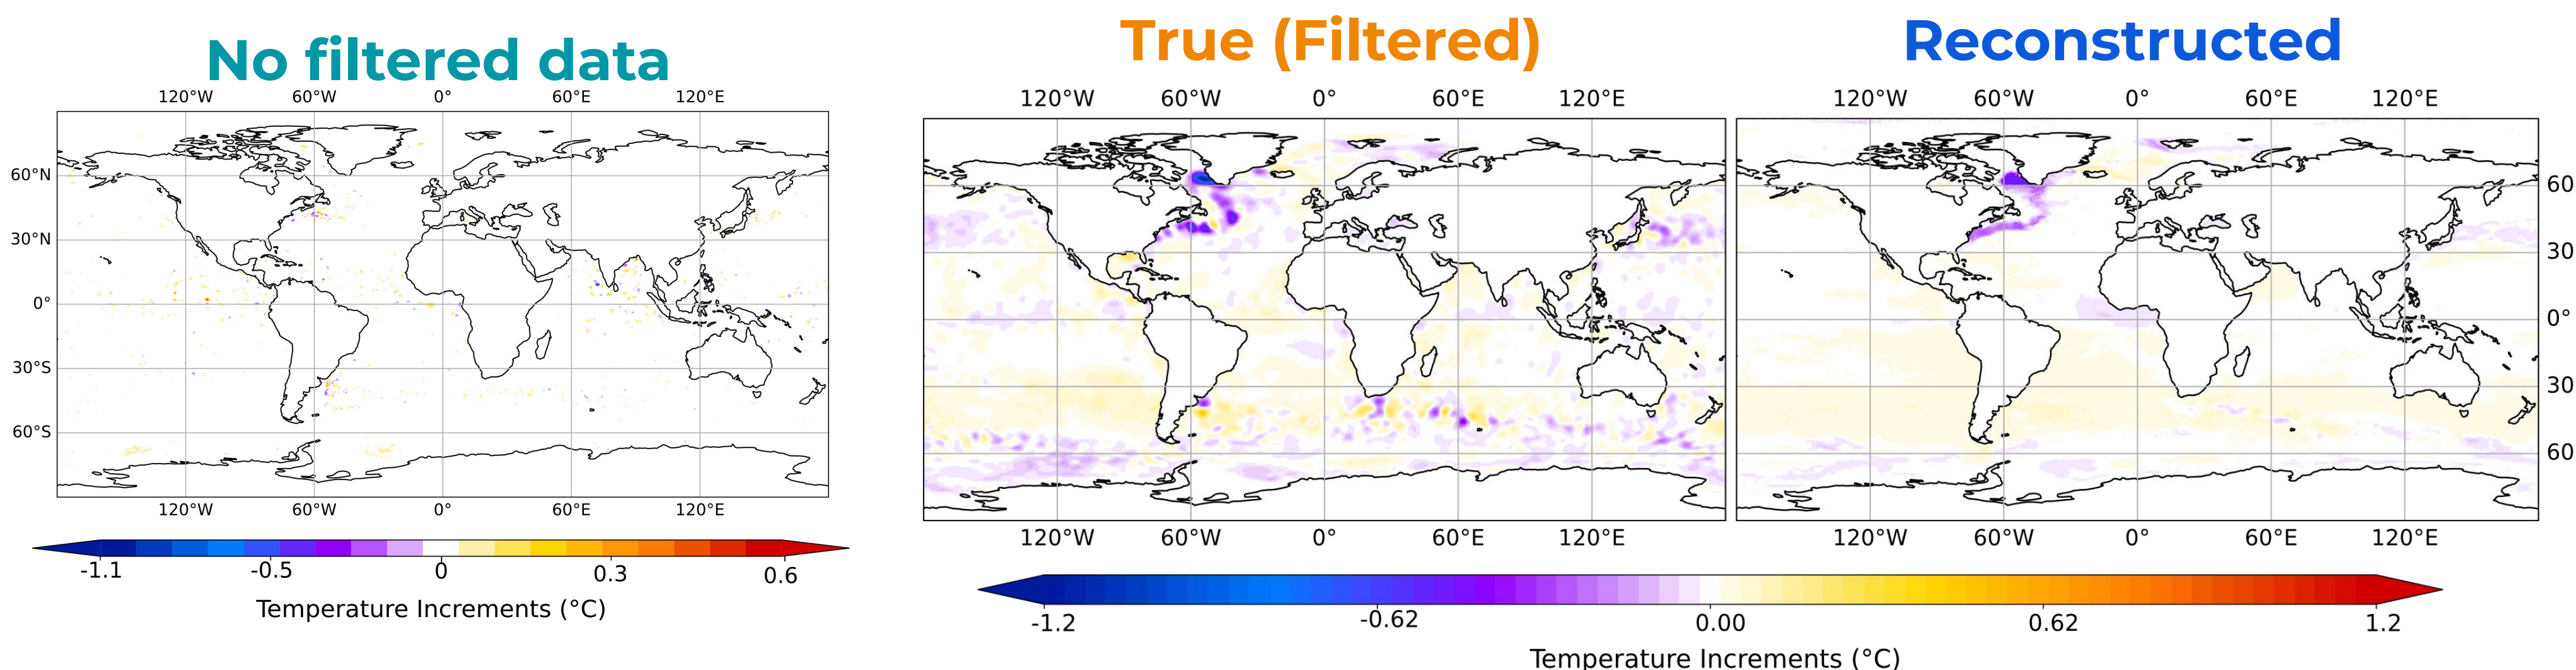 No filtered data
True (Filtered)
Reconstructed
120°W 60°W 0° 60°E 120°E
120°W 60°W 0° 60°E 120°E
120°W 60°W 0° 60°E 120°E
60°N
30°N
0°
30°S
60°S
60
30
0°
30
60
120°W 60°W 0° 60°E 120°E
120°W 60°W 0° 60°E 120°E
120°W 60°W 0° 60°E 120°E
-1.1 -0.5 0 0.3 0.6
Temperature Increments (°C)
-1.2 -0.62 0.00 0.62 1.2
Temperature Increments (°C)